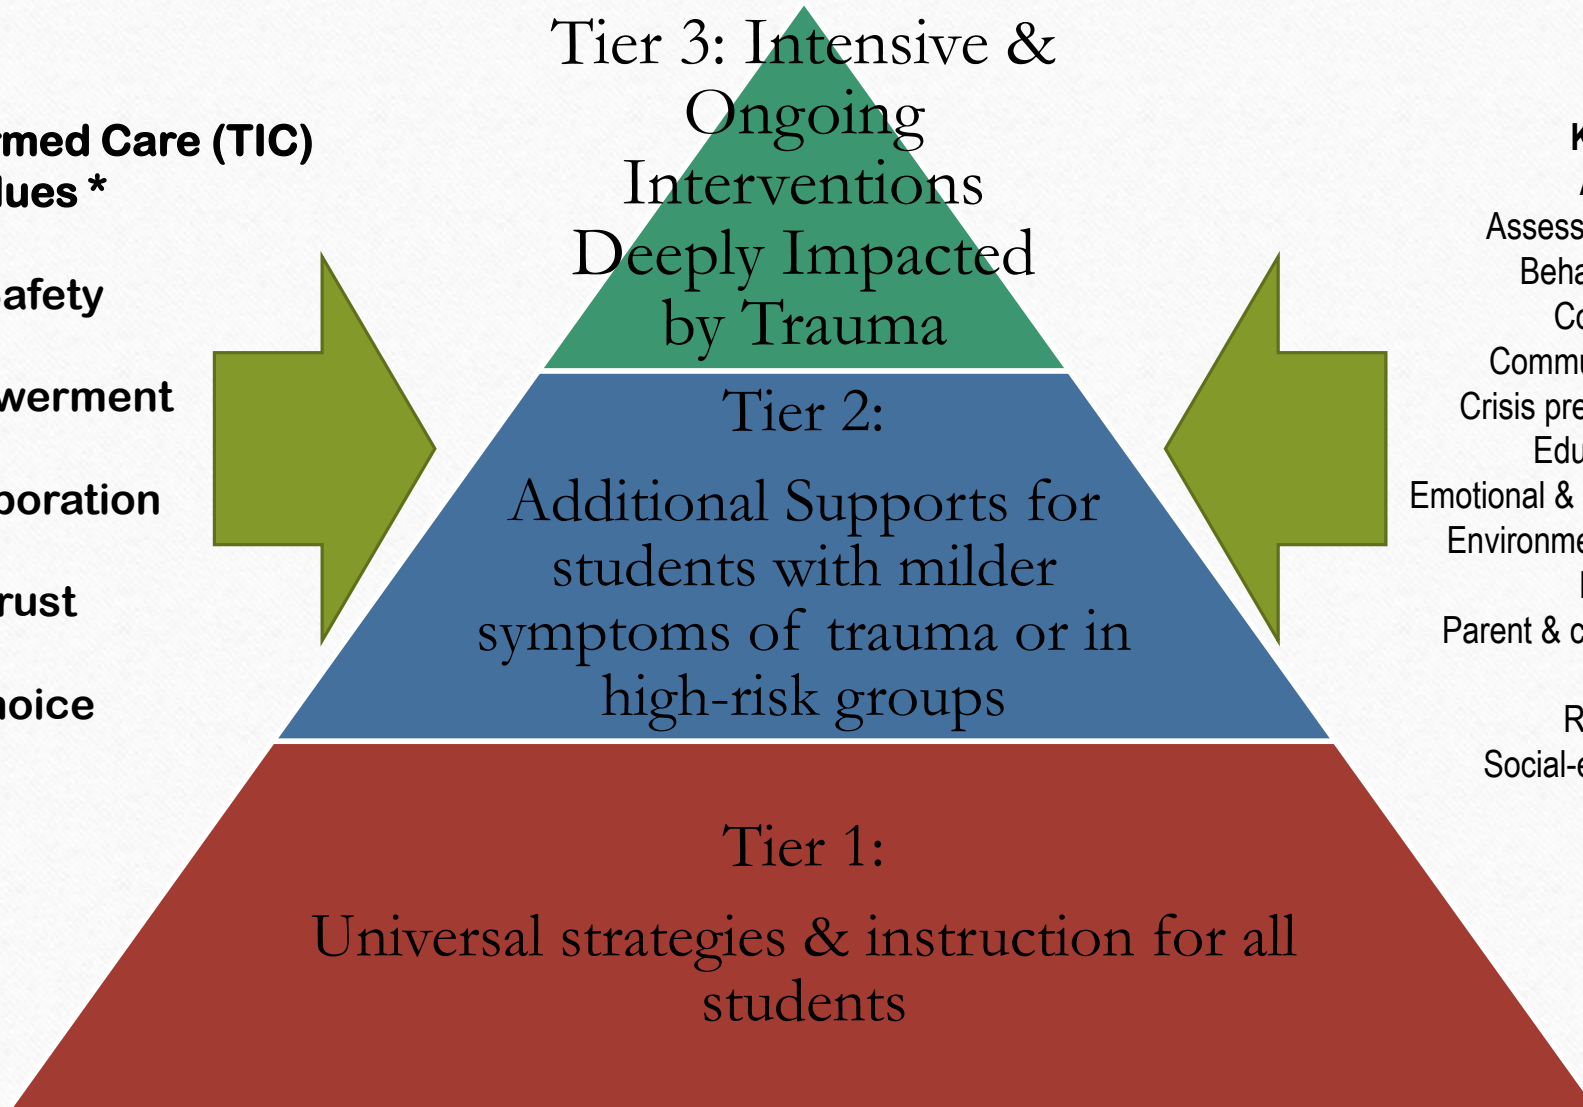 Tier 3: Intensive &
Ongoing
Interventions
Deeply Impacted
by Trauma
Tier 2:
Additional Supports for
students with milder
symptoms of trauma or in
high-risk groups
Tier 1:
Universal strategies & instruction for all
students
rmed Care (TIC)
lues *
afety
werment
oration
rust
hoice
K
Assess
Beha
Co
Commu
Crisis pre
Edu
Emotional &
Environme
Parent & c
R
Social-e